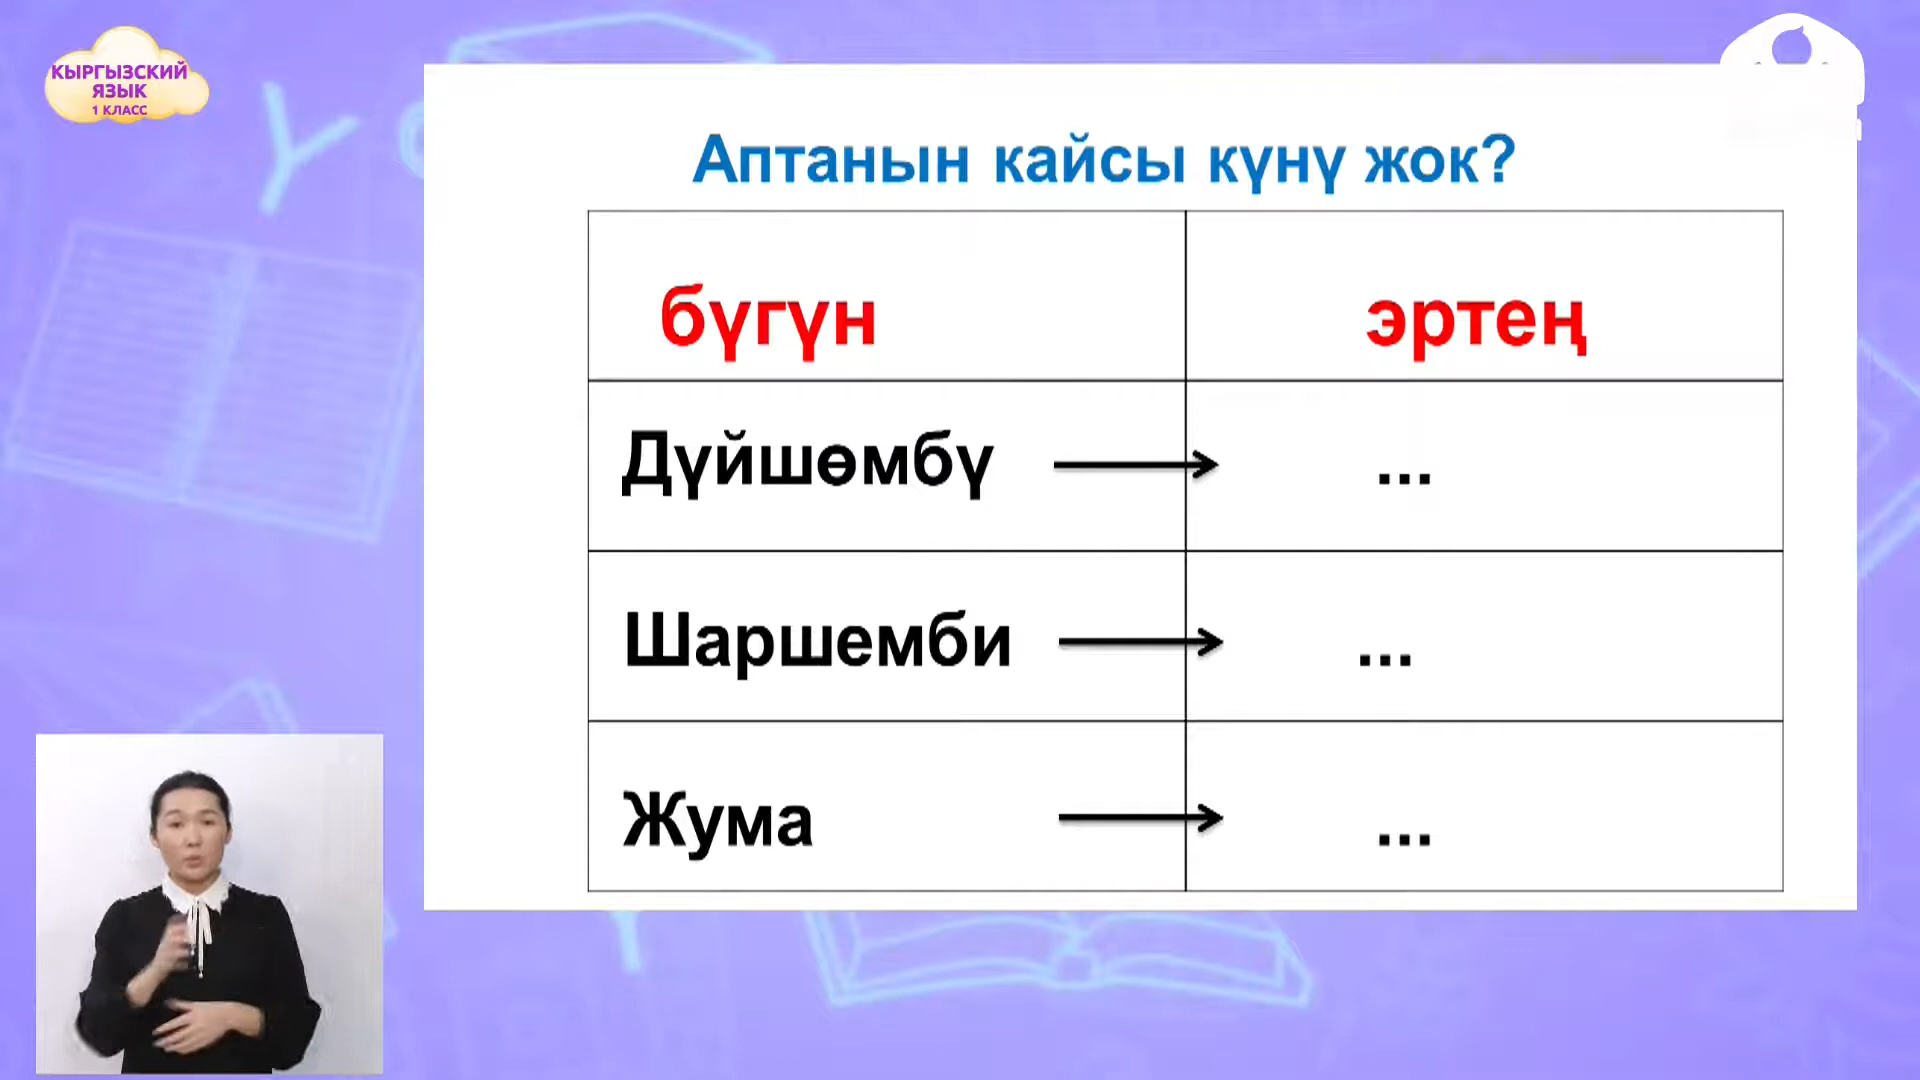 КЫРГЫЗСКИЙ
ЯЗЫК
1 КЛАСС
Аптанын кайсы күнү жок?
бүгүн эртең
Дүйшөмбү ...
Шаршемби ...
Жума ...